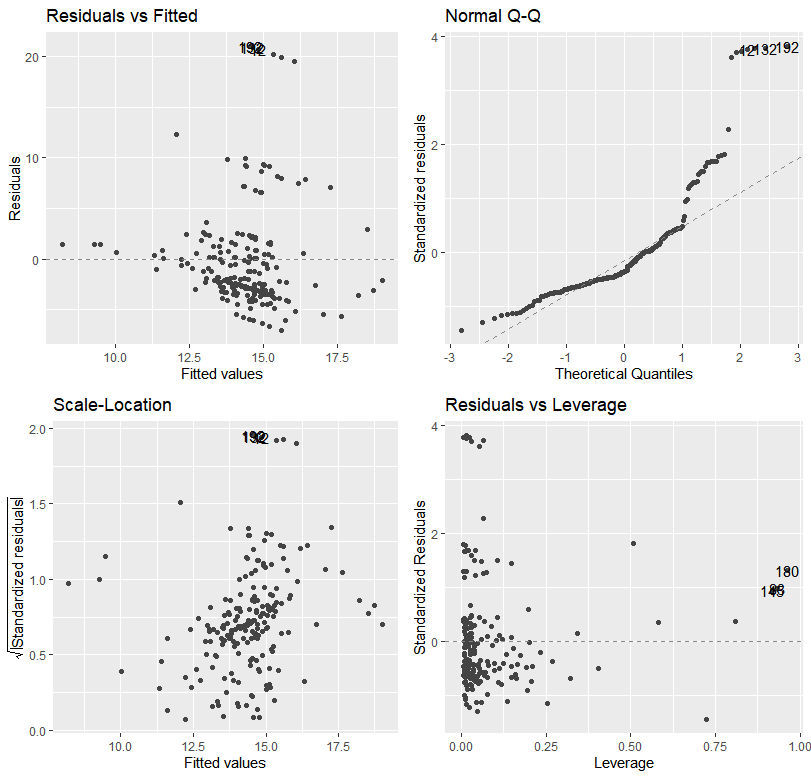 Residuals vs Fitted
Normal Q-Q
20
10
0
Residuals
10.0 12.5 15.0 17.5
Fitted values
4
2
0
Standardized residuals
132 192
-3 -2 -1 0 1 2 3
Theoretical Quantiles
Scale-Location
Residuals vs Leverage
2.0
1.5
1.0
0.5
0.0
√|Standardized residuals|
10.0 12.5 15.0 17.5
Fitted values
4
2
0
Standardized Residuals
180
0.00 0.25 0.50 0.75 1.00
Leverage